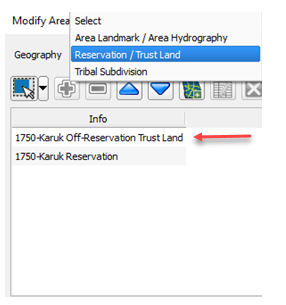 Modify Area
Select
Area Landmark / Area Hydrography
Geography
Reservation / Trust Land
Tribal Subdivision
Info
1750-Karuk Off-Reservation Trust Land
1750-Karuk Reservation